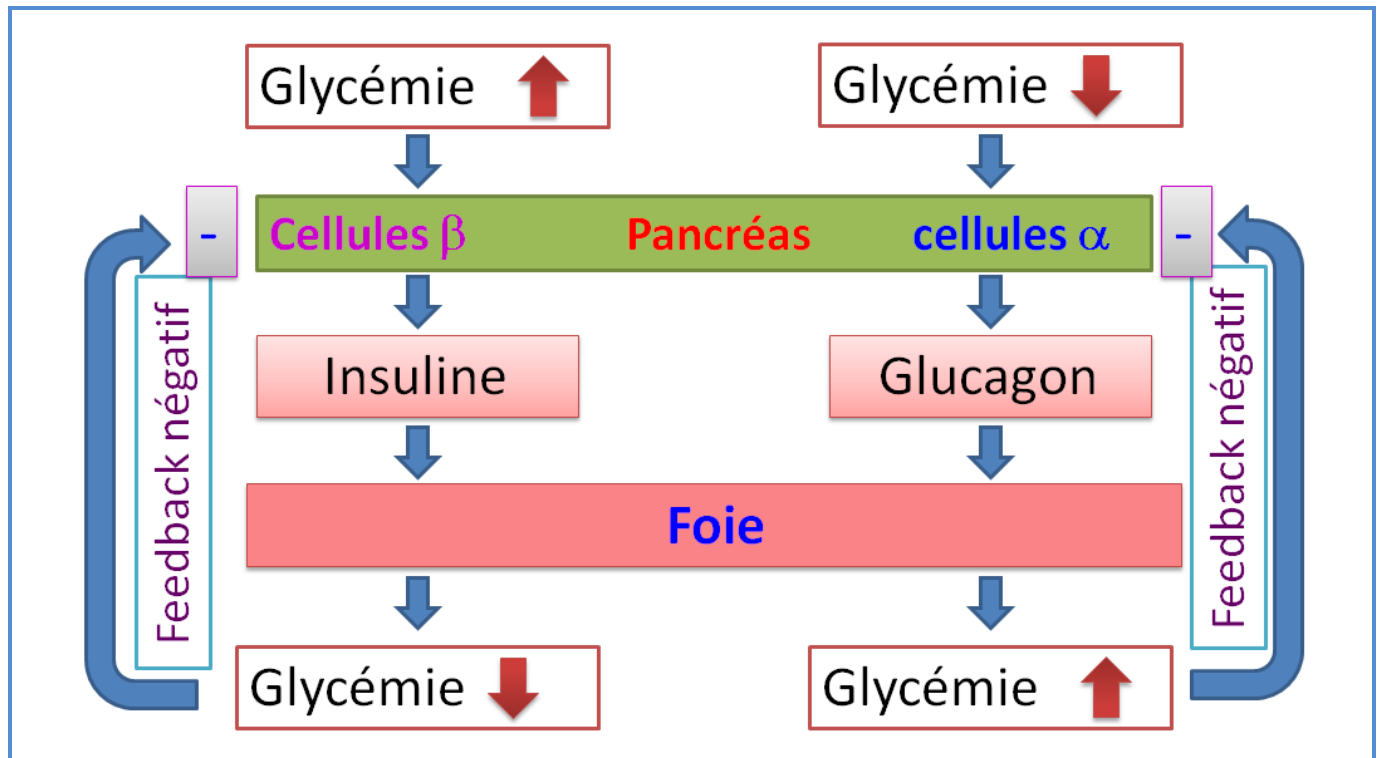 Glycémie
Glycémie
-
Cellules β
Pancréas
cellules α
-
Feedback négatif
Insuline
Glucagon
Feedback négatif
Foie
Glycémie
Glycémie